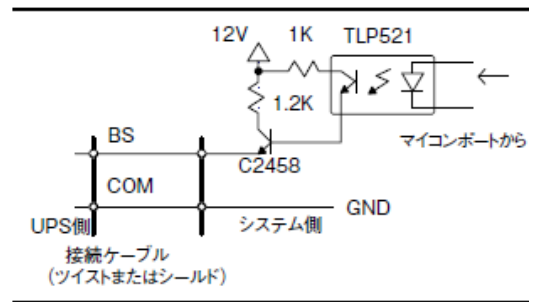 12V 1K TLP521
1.2K
BS
C2458
マイコンポートから
COM
GND
UPS側 システム側
接続ケーブル
(ツイストまたはシールド)